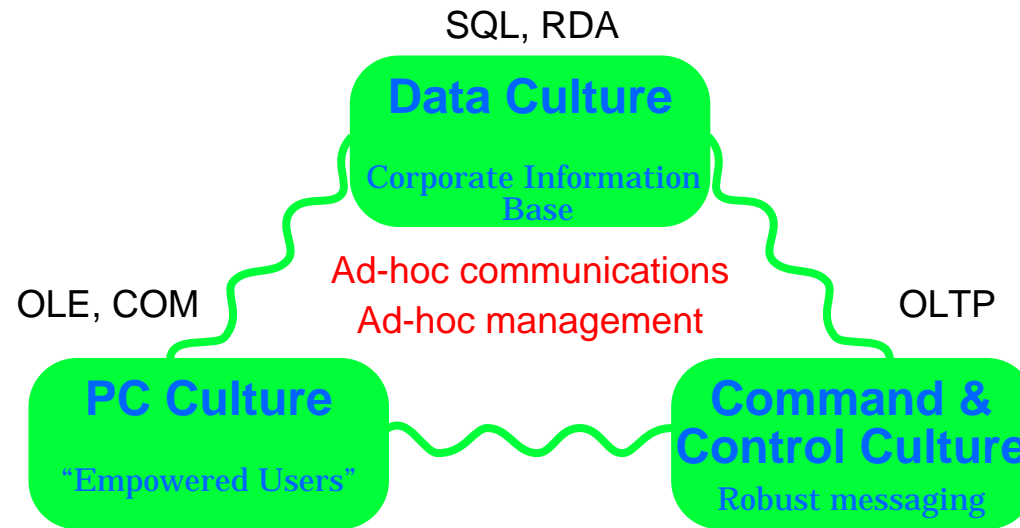 SQL, RDA
Data Culture
Corporate Information
Base
Ad-hoc communications
Ad-hoc management
OLE, COM
OLTP
PC Culture
“Empowered Users”
Command &
Control Culture
Robust messaging